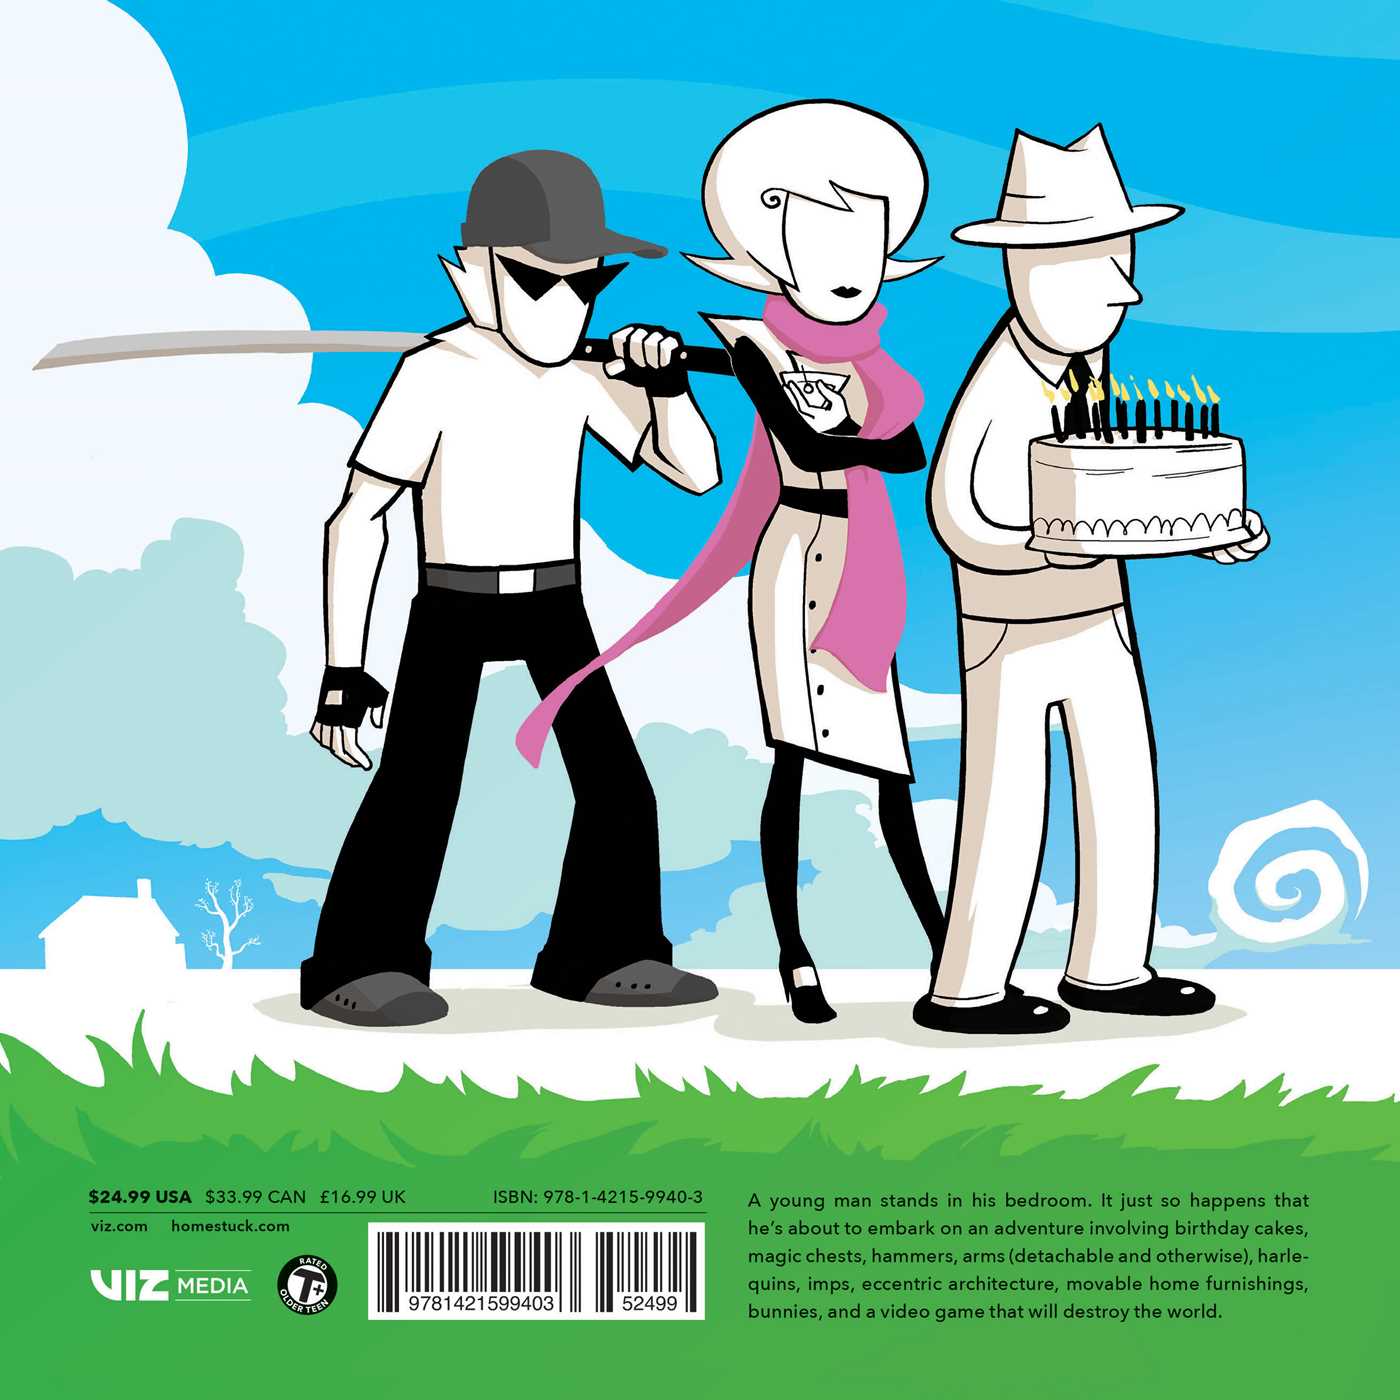 $24.99 USA $33.99 CAN £16.99 UK
ISBN: 978-1-4215-9940-3
viz.com homestuck.com
VIZ MEDIA
RATED
T+
OLDER TEEN
9781421599403
52499
A young man stands in his bedroom. It just so happens that
he's about to embark on an adventure involving birthday cakes,
magic chests, hammers, arms (detachable and otherwise), harle-
quins, imps, eccentric architecture, movable home furnishings,
bunnies, and a video game that will destroy the world.